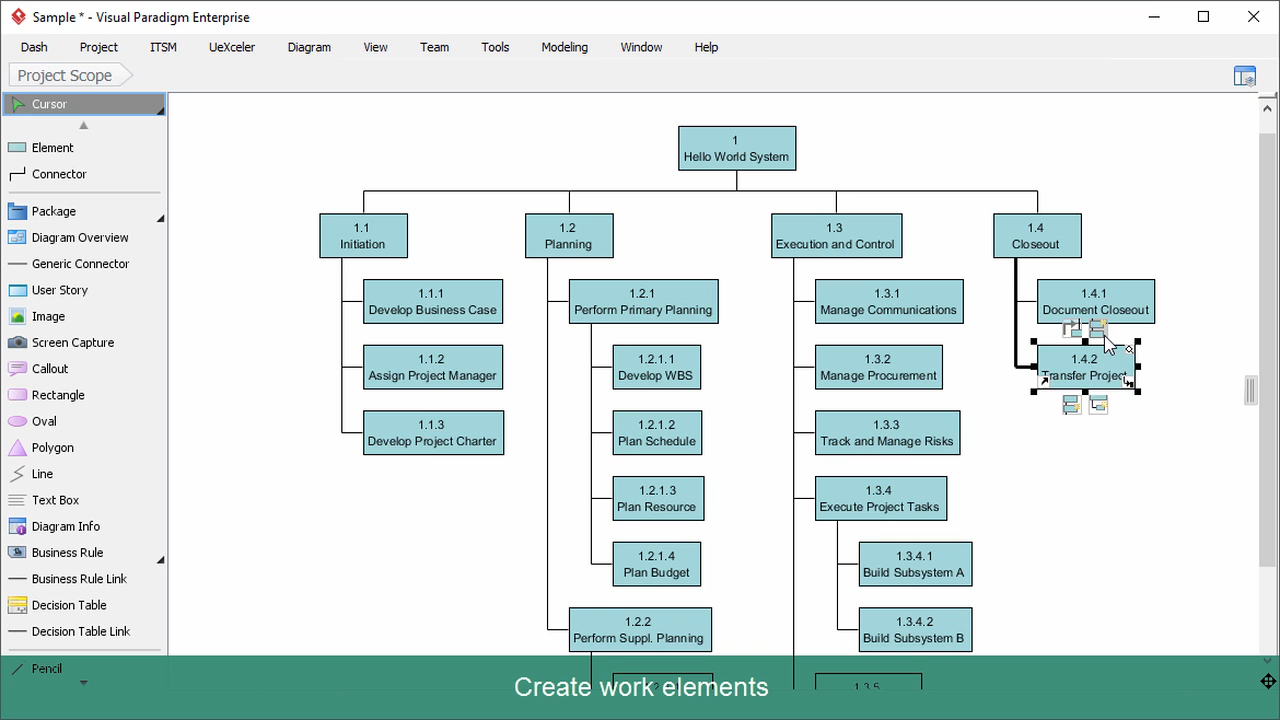 Sample * - Visual Paradigm Enterprise
Dash Project ITSM UeXceler Diagram View Team Tools Modeling Window Help
Project Scope
Cursor
Element
Connector
Package
Diagram Overview
Generic Connector
User Story
Image
Screen Capture
Callout
Rectangle
Oval
Polygon
Line
Text Box
Diagram Info
Business Rule
Business Rule Link
Decision Table
Decision Table Link
Pencil
1
Hello World System
1.1
Initiation
1.1.1
Develop Business Case
1.1.2
Assign Project Manager
1.1.3
Develop Project Charter
1.2
Planning
1.2.1
Perform Primary Planning
1.2.1.1
Develop WBS
1.2.1.2
Plan Schedule
1.2.1.3
Plan Resource
1.2.1.4
Plan Budget
1.2.2
Perform Suppl. Planning
1.3
Execution and Control
1.3.1
Manage Communications
1.3.2
Manage Procurement
1.3.3
Track and Manage Risks
1.3.4
Execute Project Tasks
1.3.4.1
Build Subsystem A
1.3.4.2
Build Subsystem B
1.3.5
1.4
Closeout
1.4.1
Document Closeout
1.4.2
Transfer Project
Create work elements